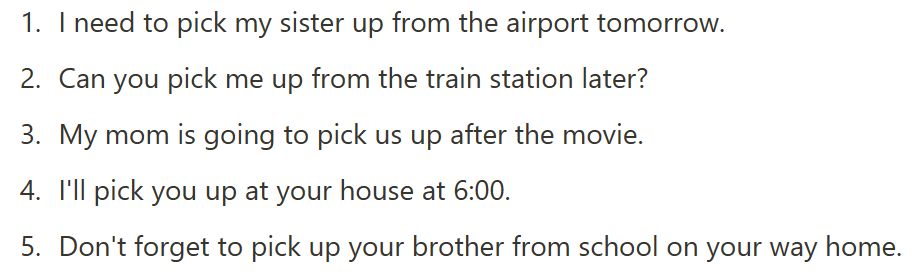 1. I need to pick my sister up from the airport tomorrow.
2. Can you pick me up from the train station later?
3. My mom is going to pick us up after the movie.
4. I'll pick you up at your house at 6:00.
5. Don't forget to pick up your brother from school on your way home.